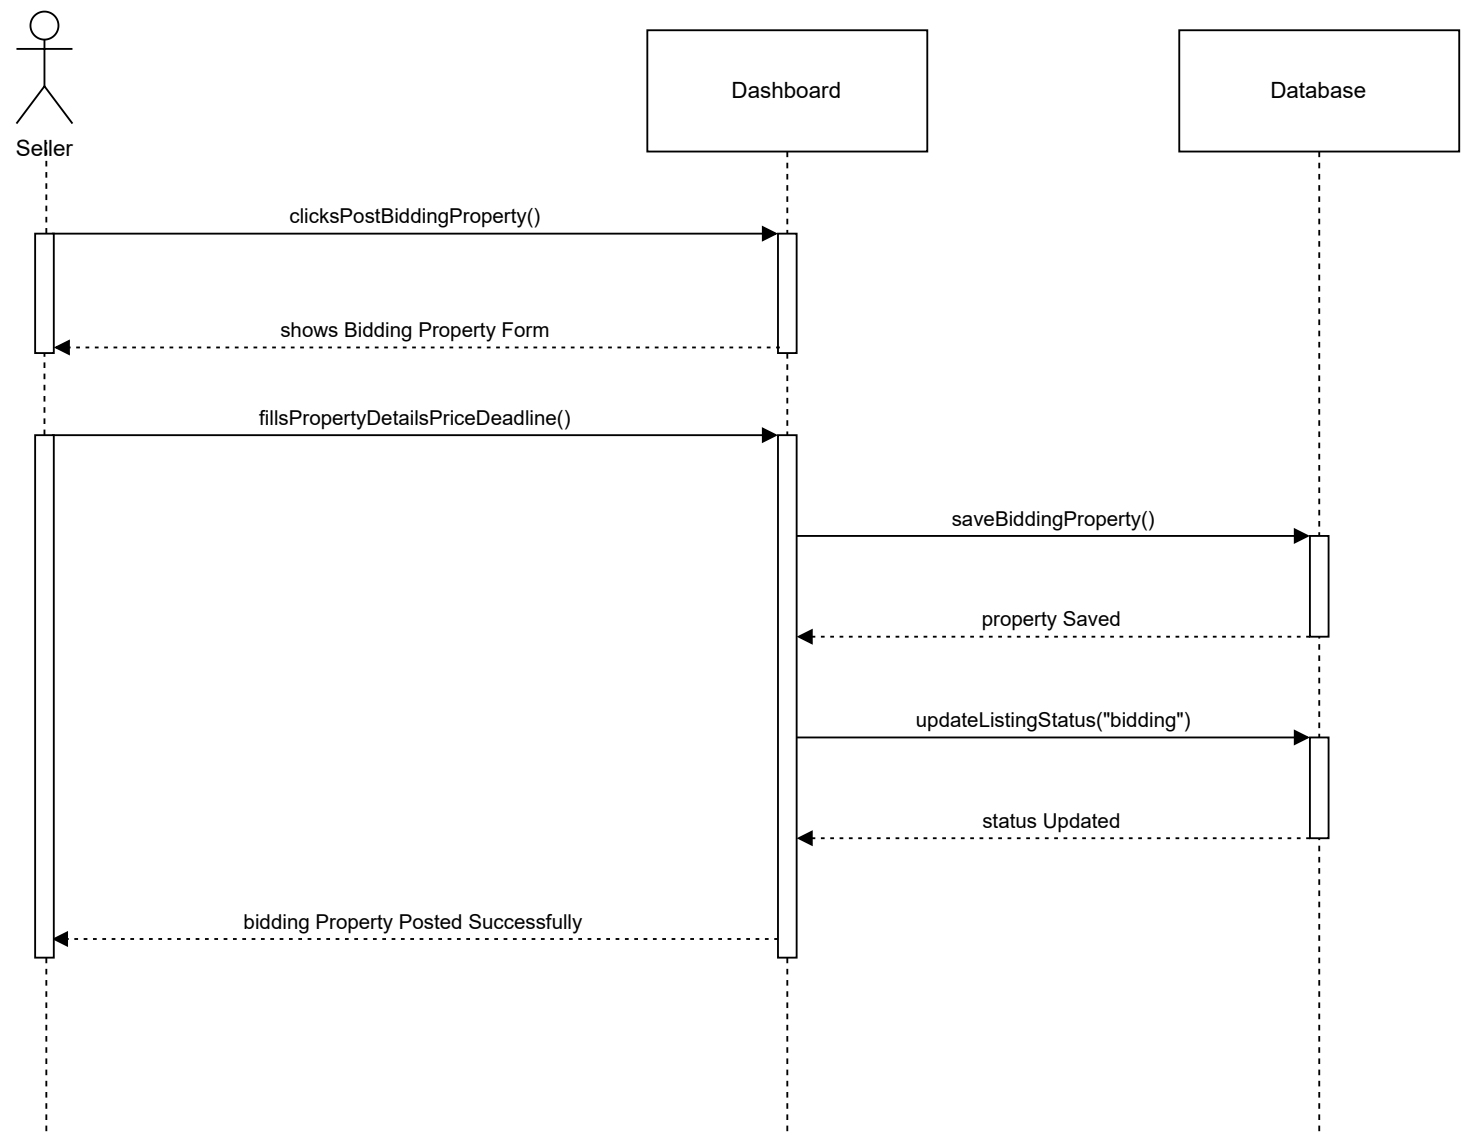 Seller
Dashboard
Database
clicksPostBiddingProperty()
shows Bidding Property Form
fillsPropertyDetailsPriceDeadline()
saveBiddingProperty()
property Saved
updateListingStatus("bidding")
status Updated
bidding Property Posted Successfully